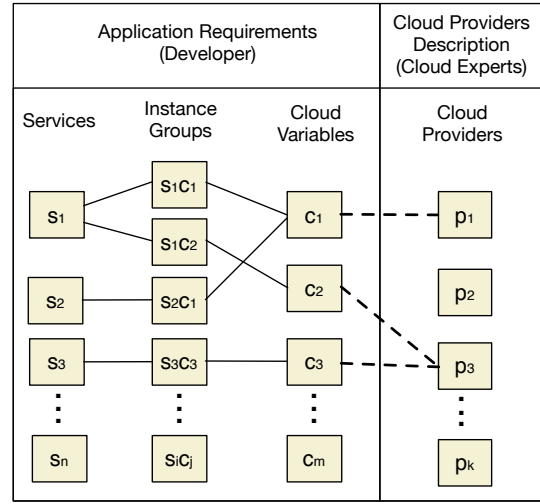 Application Requirements
(Developer)
Cloud Providers
Description
(Cloud Experts)
Services
Instance
Groups
Cloud
Variables
Cloud
Providers
s1
s1c1
s1c2
c1
p1
s2
s2c1
c2
p2
s3
s3c3
c3
p3
sn
sicj
cm
pk